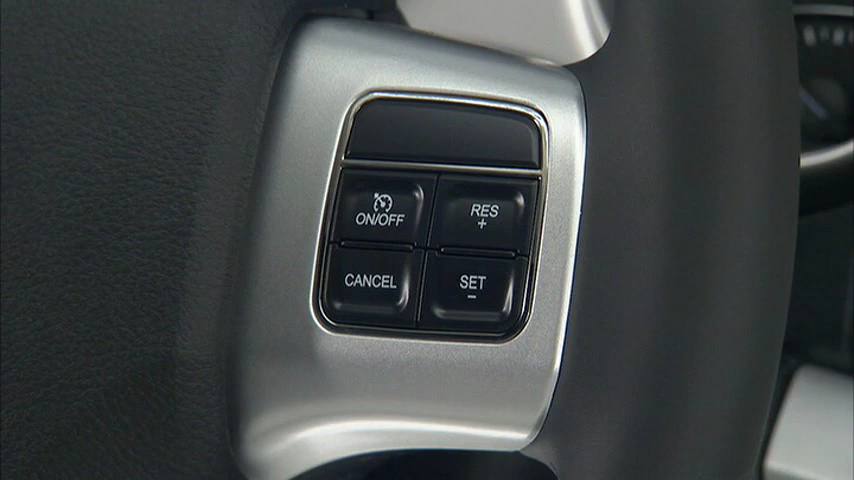 ON/OFF
RES
+
CANCEL
SET
-